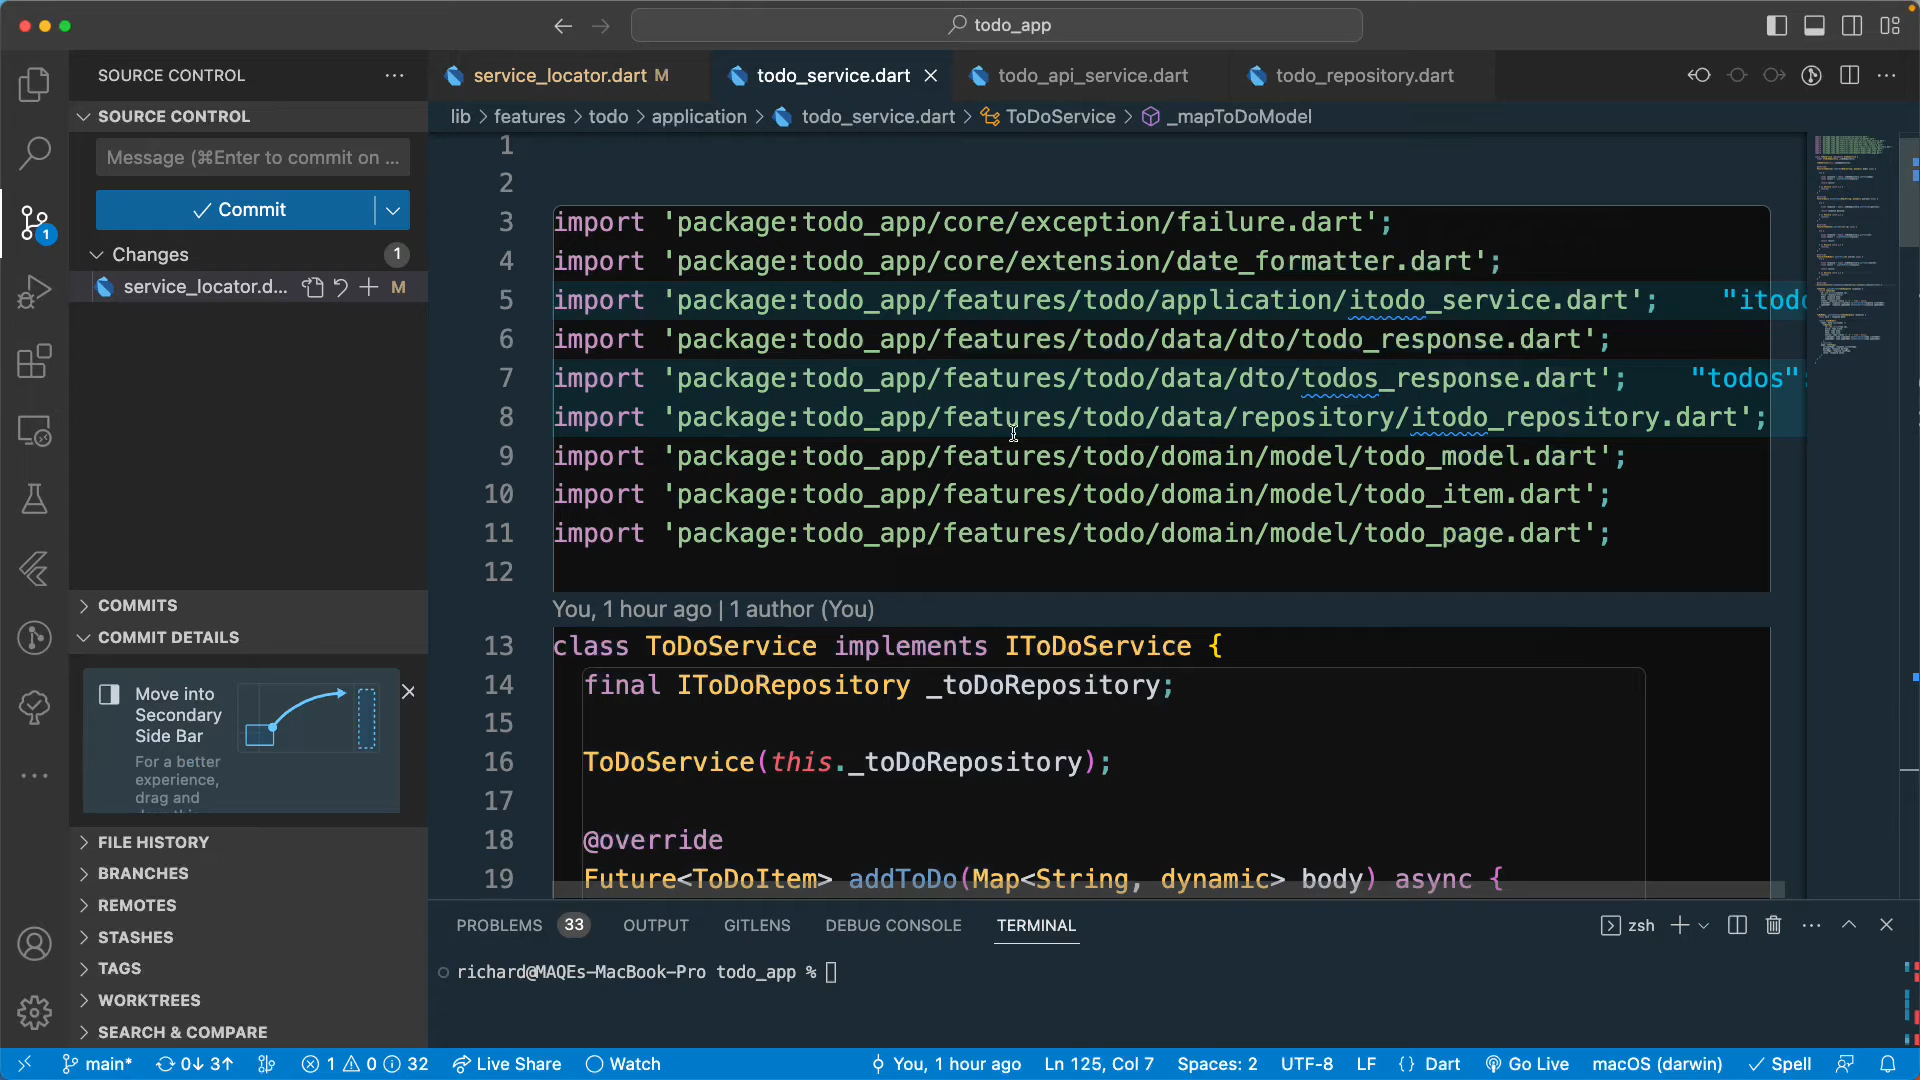 todo_app
SOURCE CONTROL
service_locator.dart M
todo_service.dart
todo_api_service.dart
todo_repository.dart
SOURCE CONTROL
lib > features > todo > application > todo_service.dart > ToDoService > _mapToDoModel
Message (⌘Enter to commit on ...
Commit
Changes
1
service_locator.d...
M
1
1
2
3 import 'package:todo_app/core/exception/failure.dart';
4 import 'package:todo_app/core/extension/date_formatter.dart';
5 import 'package:todo_app/features/todo/application/itodo_service.dart'; "itodo
6 import 'package:todo_app/features/todo/data/dto/todo_response.dart';
7 import 'package:todo_app/features/todo/data/dto/todos_response.dart'; "todos":
8 import 'package:todo_app/features/todo/data/repository/itodo_repository.dart';
9 import 'package:todo_app/features/todo/domain/model/todo_model.dart';
10 import 'package:todo_app/features/todo/domain/model/todo_item.dart';
11 import 'package:todo_app/features/todo/domain/model/todo_page.dart';
12
You, 1 hour ago | 1 author (You)
13 class ToDoService implements IToDoService {
14 final IToDoRepository _toDoRepository;
15
16 ToDoService(this._toDoRepository);
17
18 @override
19 Future<ToDoItem> addToDo(Map<String, dynamic> body) async {
COMMITS
COMMIT DETAILS
Move into
Secondary
Side Bar
For a better
experience,
drag and
FILE HISTORY
BRANCHES
REMOTES
STASHES
TAGS
WORKTREES
SEARCH & COMPARE
PROBLEMS 33 OUTPUT GITLENS DEBUG CONSOLE TERMINAL
zsh
richard@MAQEs-MacBook-Pro todo_app %
main* 0↓ 3↑ 1 0 32 Live Share Watch You, 1 hour ago Ln 125, Col 7 Spaces: 2 UTF-8 LF {} Dart Go Live macOS (darwin) Spell